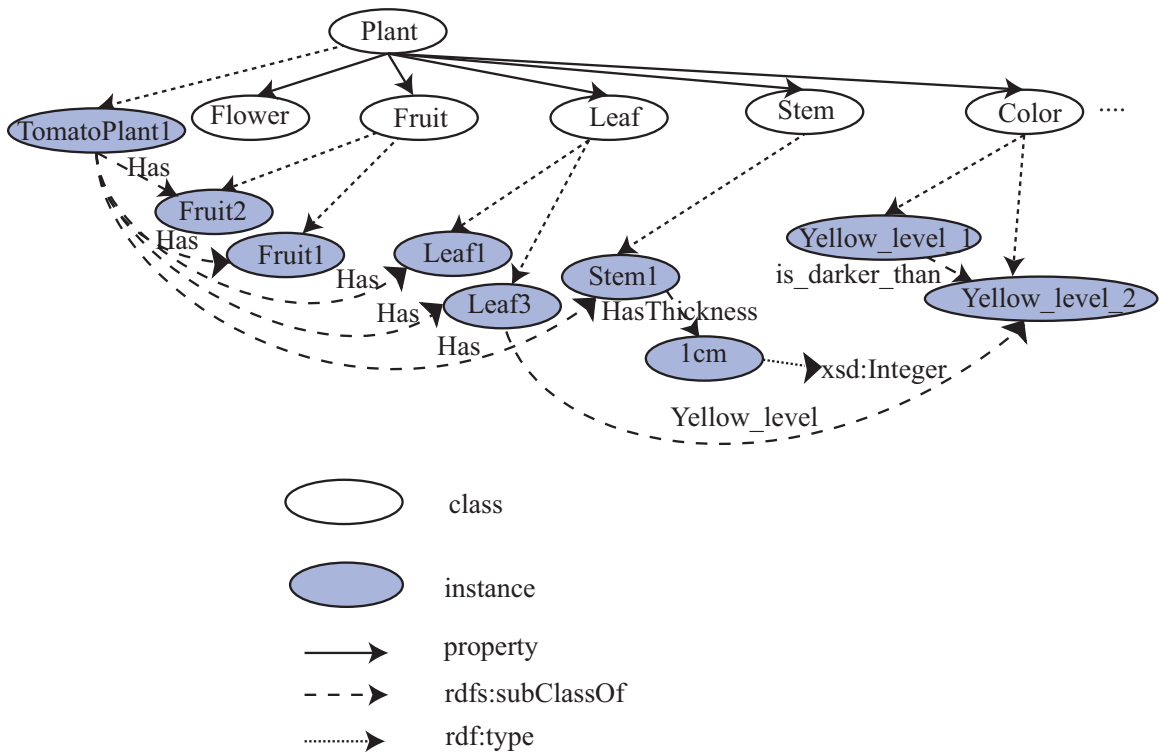 Plant
Flower
Fruit
Leaf
Stem
Color
....
TomatoPlant1
Has
Fruit2
Has
Fruit1
Has
Leaf1
Has
Leaf3
Has
Stem1
HasThickness
1cm
xsd:Integer
Yellow_level_1
is_darker_than
Yellow_level_2
Yellow_level
class
instance
property
rdfs:subClassOf
rdf:type